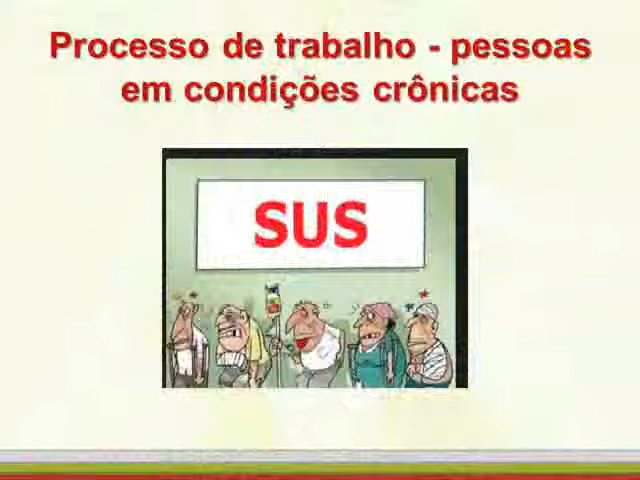 Processo de trabalho - pessoas
em condições crônicas
SUS